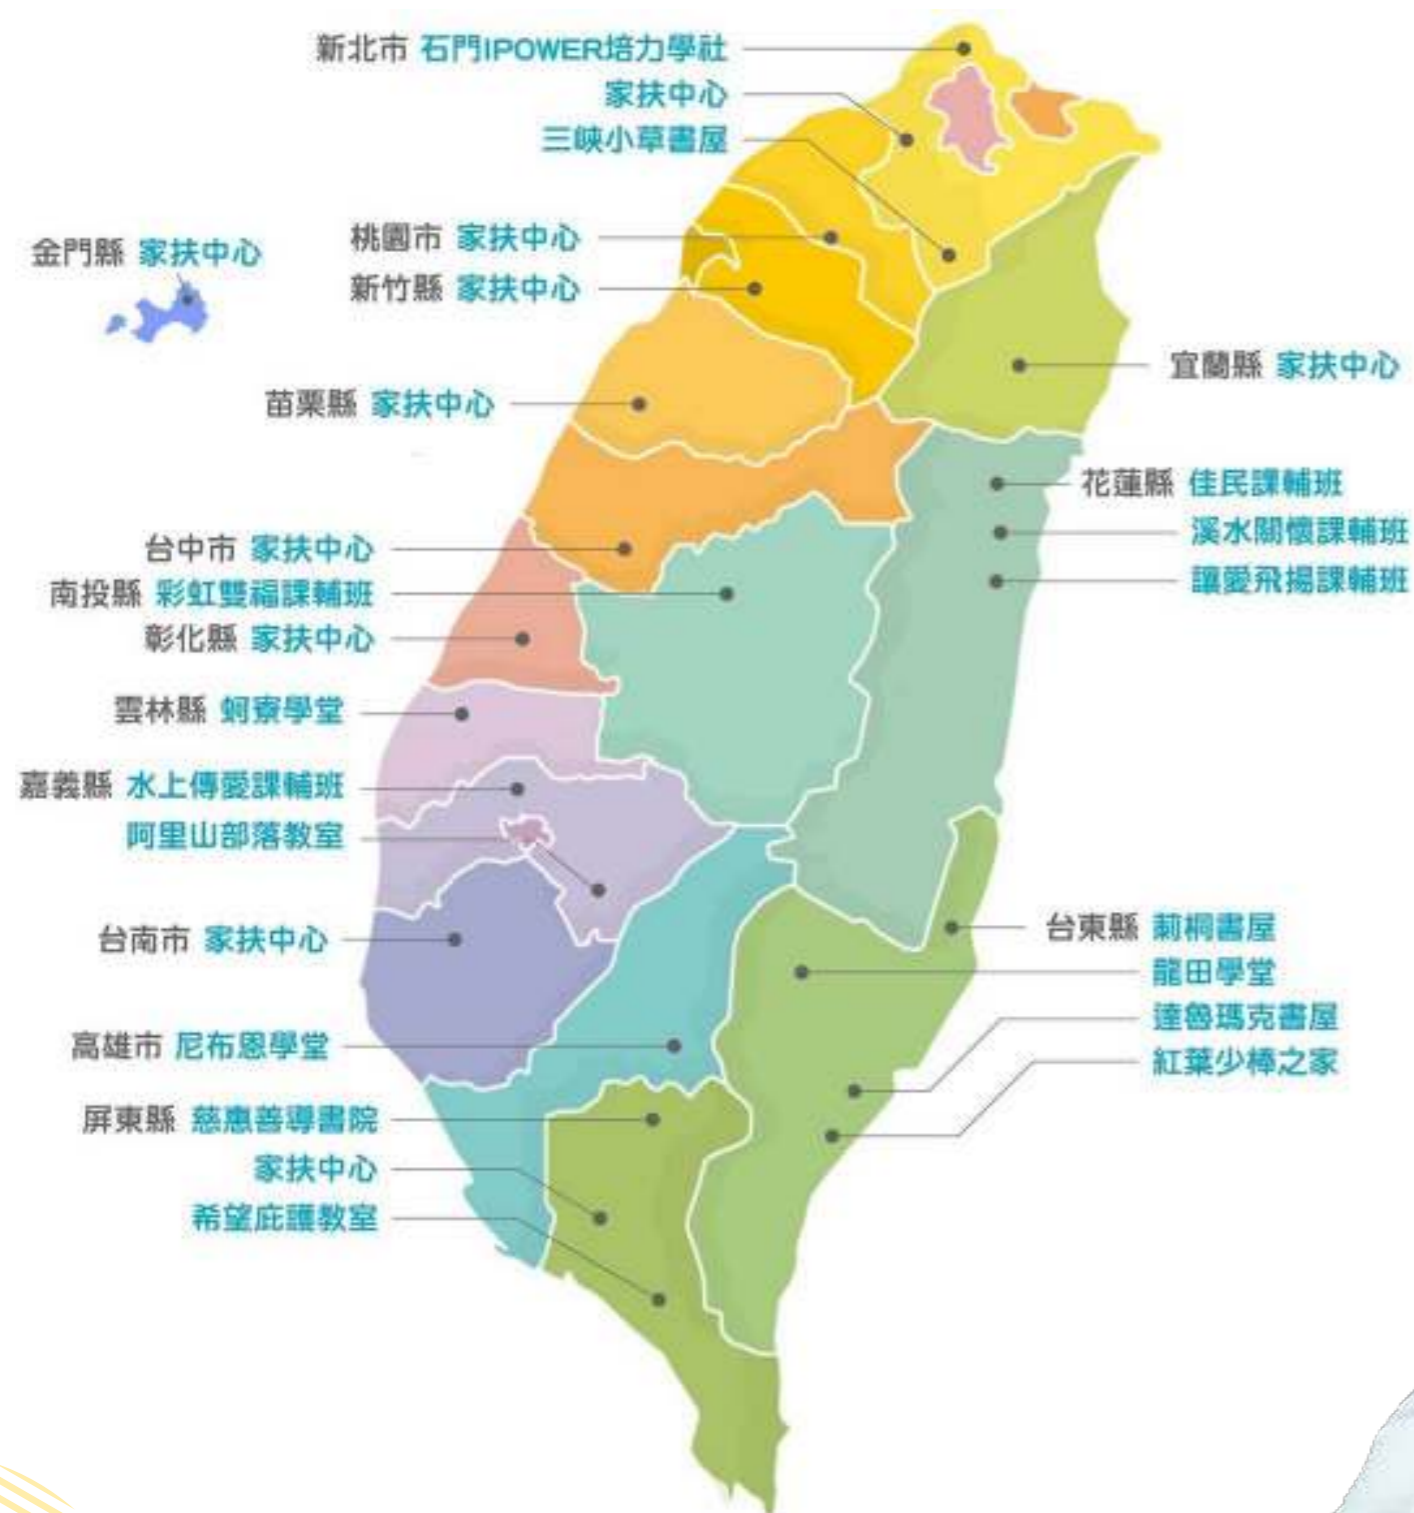 新北市 石門IPOWER培力學社
家扶中心
三峽小草書屋
桃園市 家扶中心
新竹縣 家扶中心
金門縣 家扶中心
苗栗縣 家扶中心
宜蘭縣 家扶中心
花蓮縣 佳民課輔班
溪水關懷課輔班
讓愛飛揚課輔班
台中市 家扶中心
南投縣 彩虹雙福課輔班
彰化縣 家扶中心
雲林縣 蚵寮學堂
嘉義縣 水上傳愛課輔班
阿里山部落教室
台南市 家扶中心
高雄市 尼布恩學堂
屏東縣 慈惠善導書院
家扶中心
希望庇護教室
台東縣 莿桐書屋
龍田學堂
達魯瑪克書屋
紅葉少棒之家